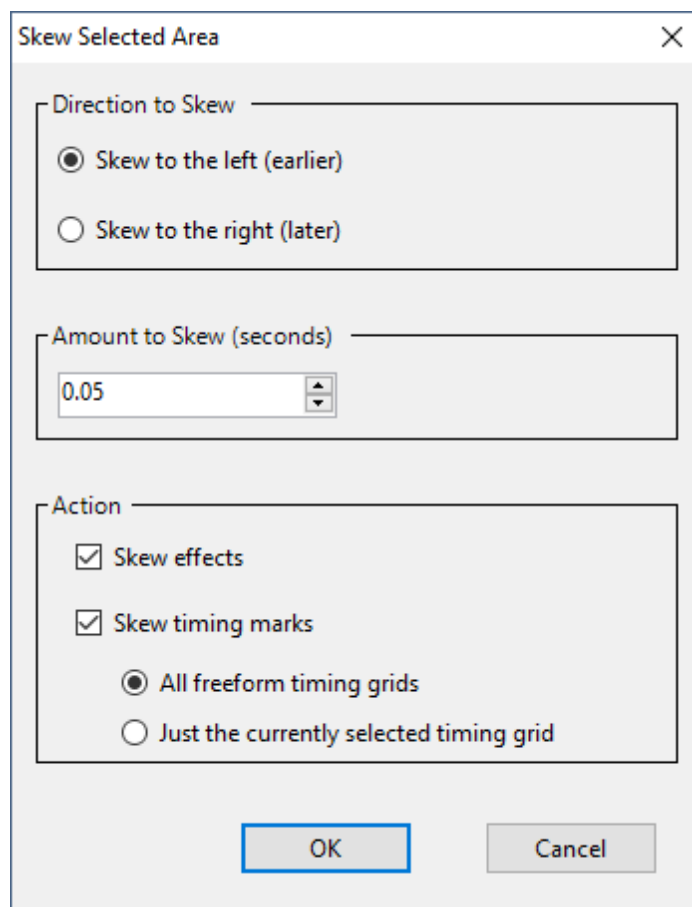 Skew Selected Area
Direction to Skew
Skew to the left (earlier)
Skew to the right (later)
Amount to Skew (seconds)
0.05
Action
Skew effects
Skew timing marks
All freeform timing grids
Just the currently selected timing grid
OK Cancel